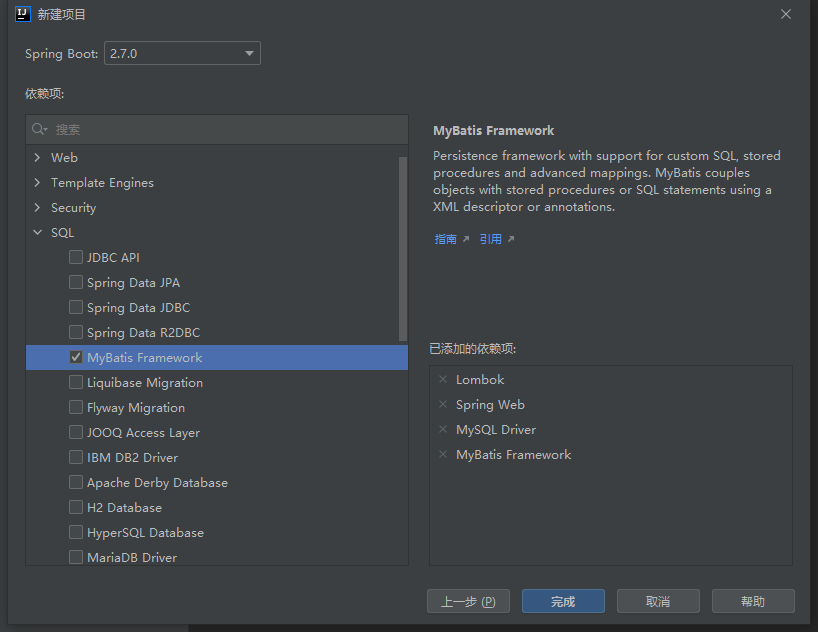 新建项目
Spring Boot: 2.7.0
依赖项:
搜索
Web
Template Engines
Security
SQL
JDBC API
Spring Data JPA
Spring Data JDBC
Spring Data R2DBC
MyBatis Framework
Liquibase Migration
Flyway Migration
JOOQ Access Layer
IBM DB2 Driver
Apache Derby Database
H2 Database
HyperSQL Database
MariaDB Driver
MyBatis Framework
Persistence framework with support for custom SQL, stored
procedures and advanced mappings. MyBatis couples
objects with stored procedures or SQL statements using a
XML descriptor or annotations.
指南 ↗ 引用 ↗
已添加的依赖项:
Lombok
Spring Web
MySQL Driver
MyBatis Framework
上一步 (P) 完成 取消 帮助